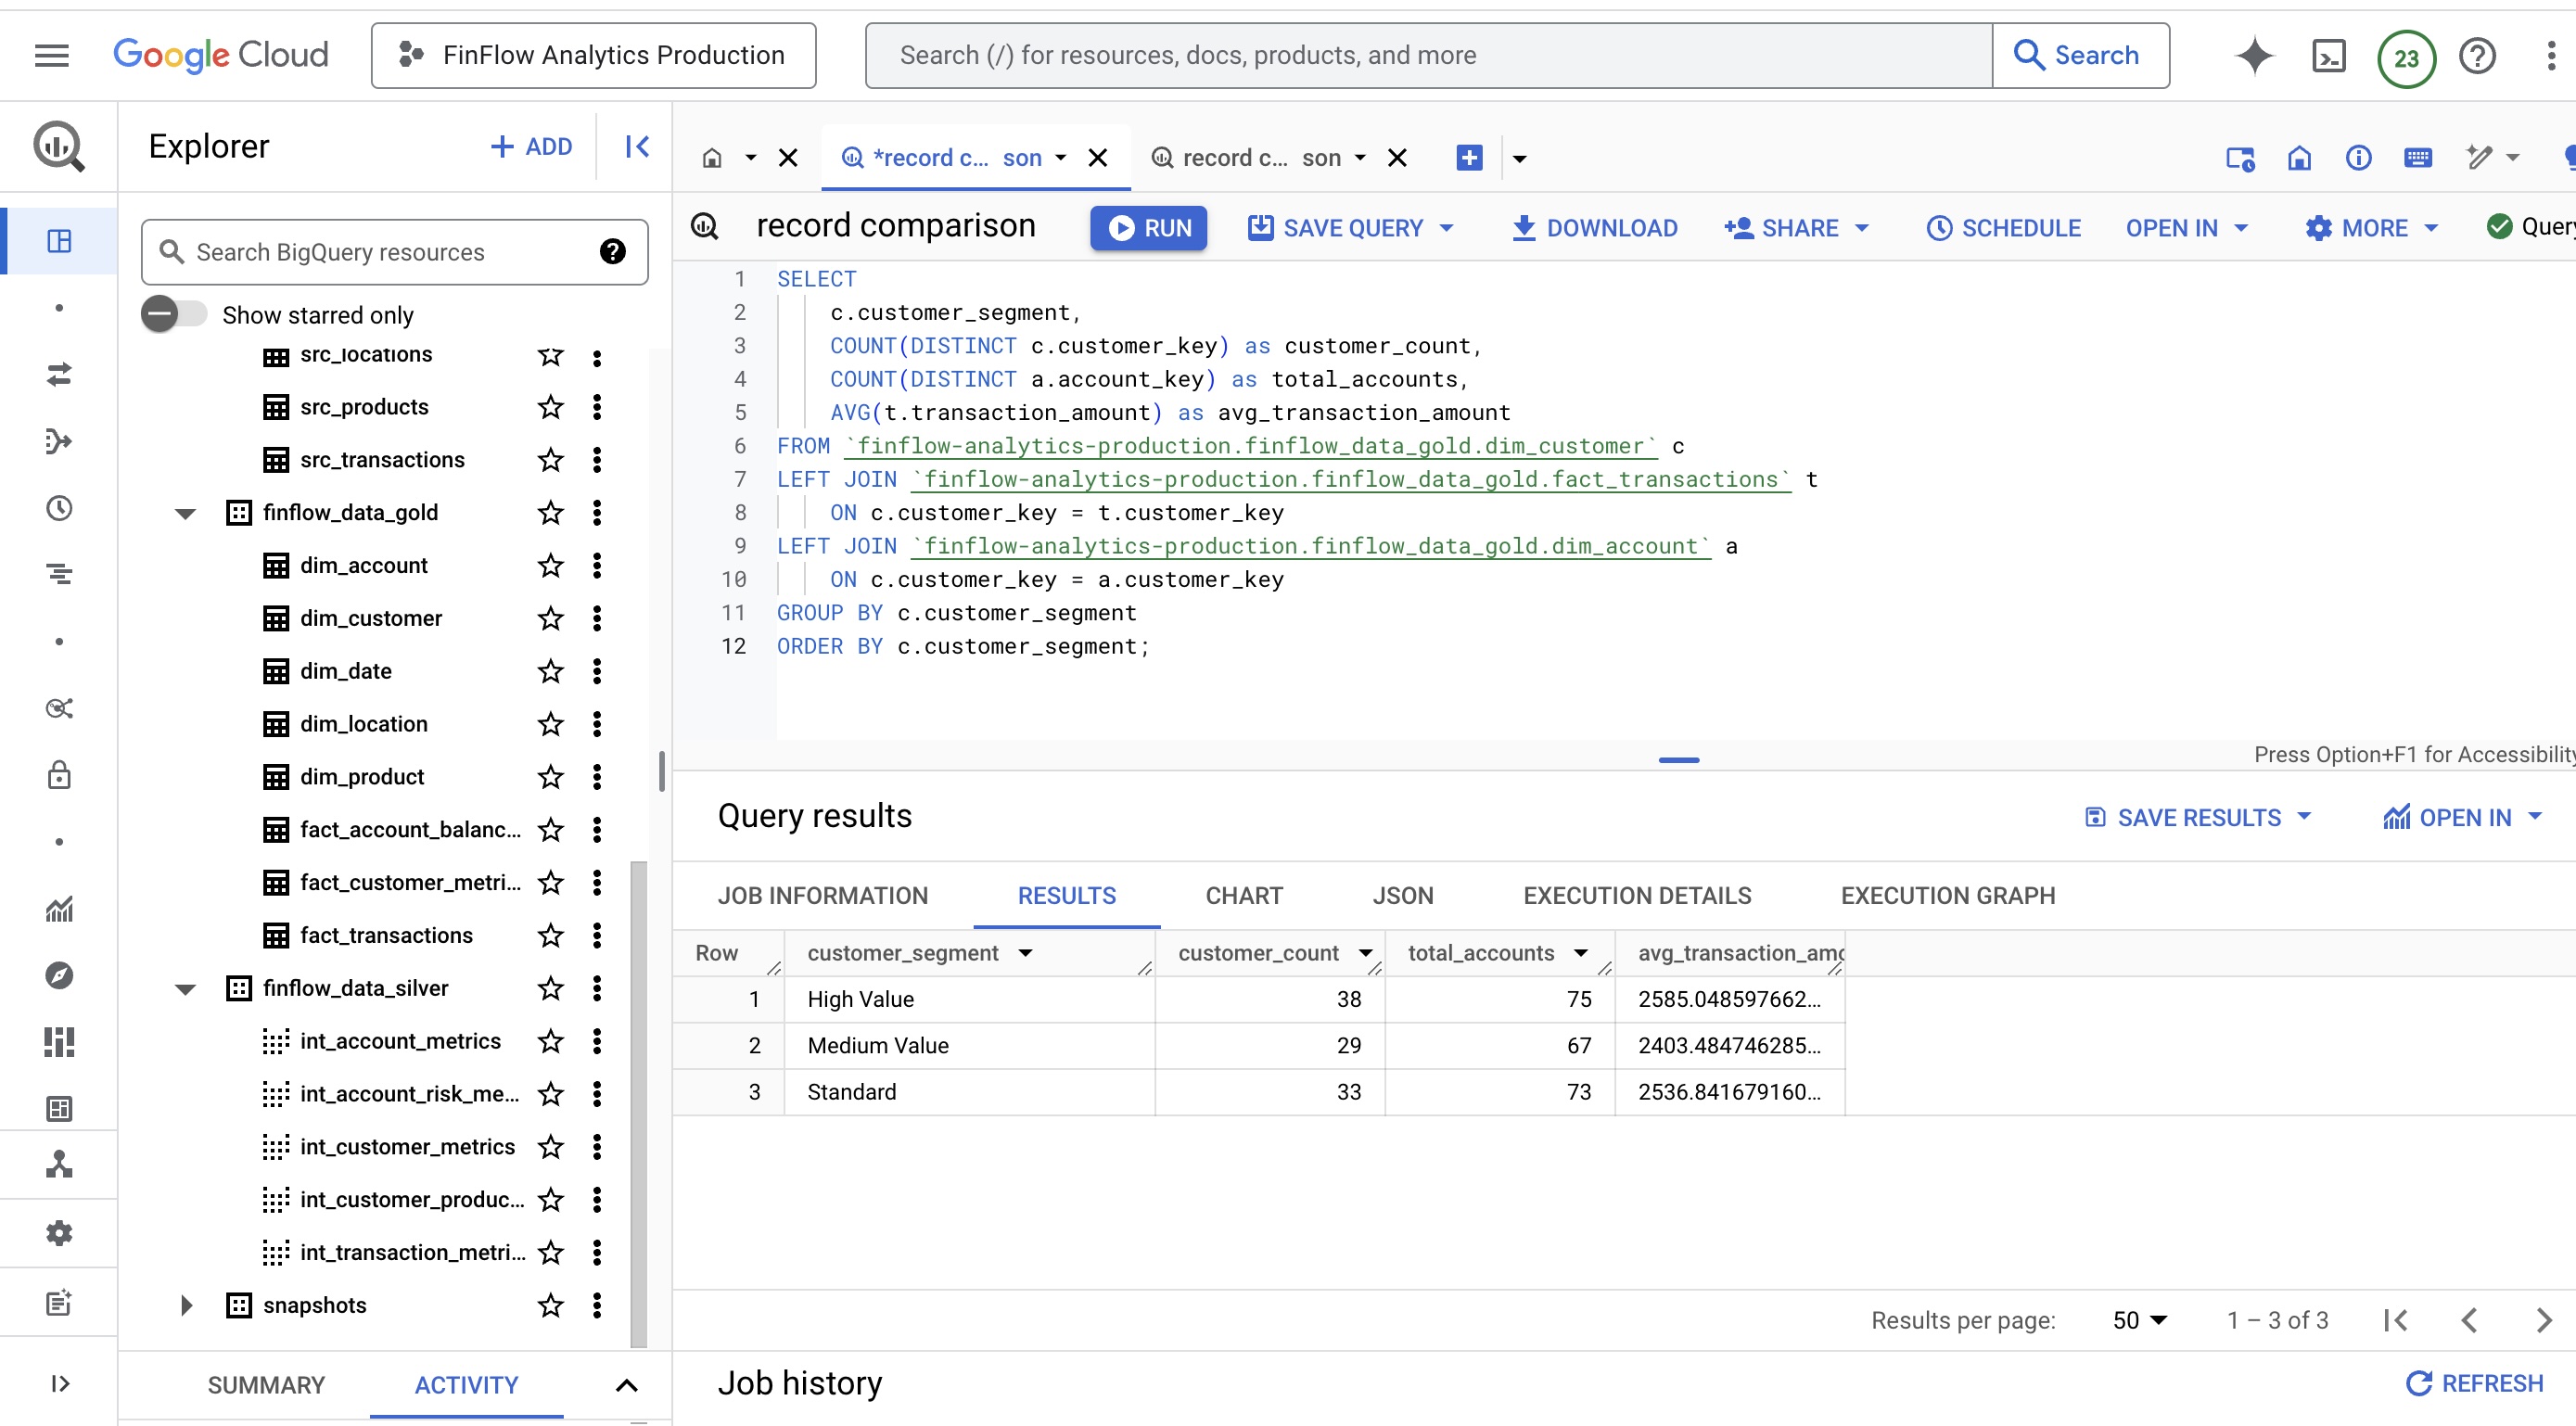 Google Cloud
FinFlow Analytics Production
Search (/) for resources, docs, products, and more
Search
23
Explorer
ADD
*record c... son
record c... son
Search BigQuery resources
Show starred only
src_locations
src_products
src_transactions
finflow_data_gold
dim_account
dim_customer
dim_date
dim_location
dim_product
fact_account_balanc...
fact_customer_metri...
fact_transactions
finflow_data_silver
int_account_metrics
int_account_risk_me...
int_customer_metrics
int_customer_produc...
int_transaction_metri...
snapshots
SUMMARY
ACTIVITY
record comparison
RUN
SAVE QUERY
DOWNLOAD
SHARE
SCHEDULE
OPEN IN
MORE
Query
1 SELECT
2 c.customer_segment,
3 COUNT(DISTINCT c.customer_key) as customer_count,
4 COUNT(DISTINCT a.account_key) as total_accounts,
5 AVG(t.transaction_amount) as avg_transaction_amount
6 FROM `finflow-analytics-production.finflow_data_gold.dim_customer` c
7 LEFT JOIN `finflow-analytics-production.finflow_data_gold.fact_transactions` t
8 ON c.customer_key = t.customer_key
9 LEFT JOIN `finflow-analytics-production.finflow_data_gold.dim_account` a
10 ON c.customer_key = a.customer_key
11 GROUP BY c.customer_segment
12 ORDER BY c.customer_segment;
Press Option+F1 for Accessibility
Query results
SAVE RESULTS
OPEN IN
JOB INFORMATION
RESULTS
CHART
JSON
EXECUTION DETAILS
EXECUTION GRAPH
Row customer_segment customer_count total_accounts avg_transaction_amo
1 High Value 38 75 2585.048597662...
2 Medium Value 29 67 2403.484746285...
3 Standard 33 73 2536.841679160...
Results per page: 50 1 – 3 of 3
Job history
REFRESH